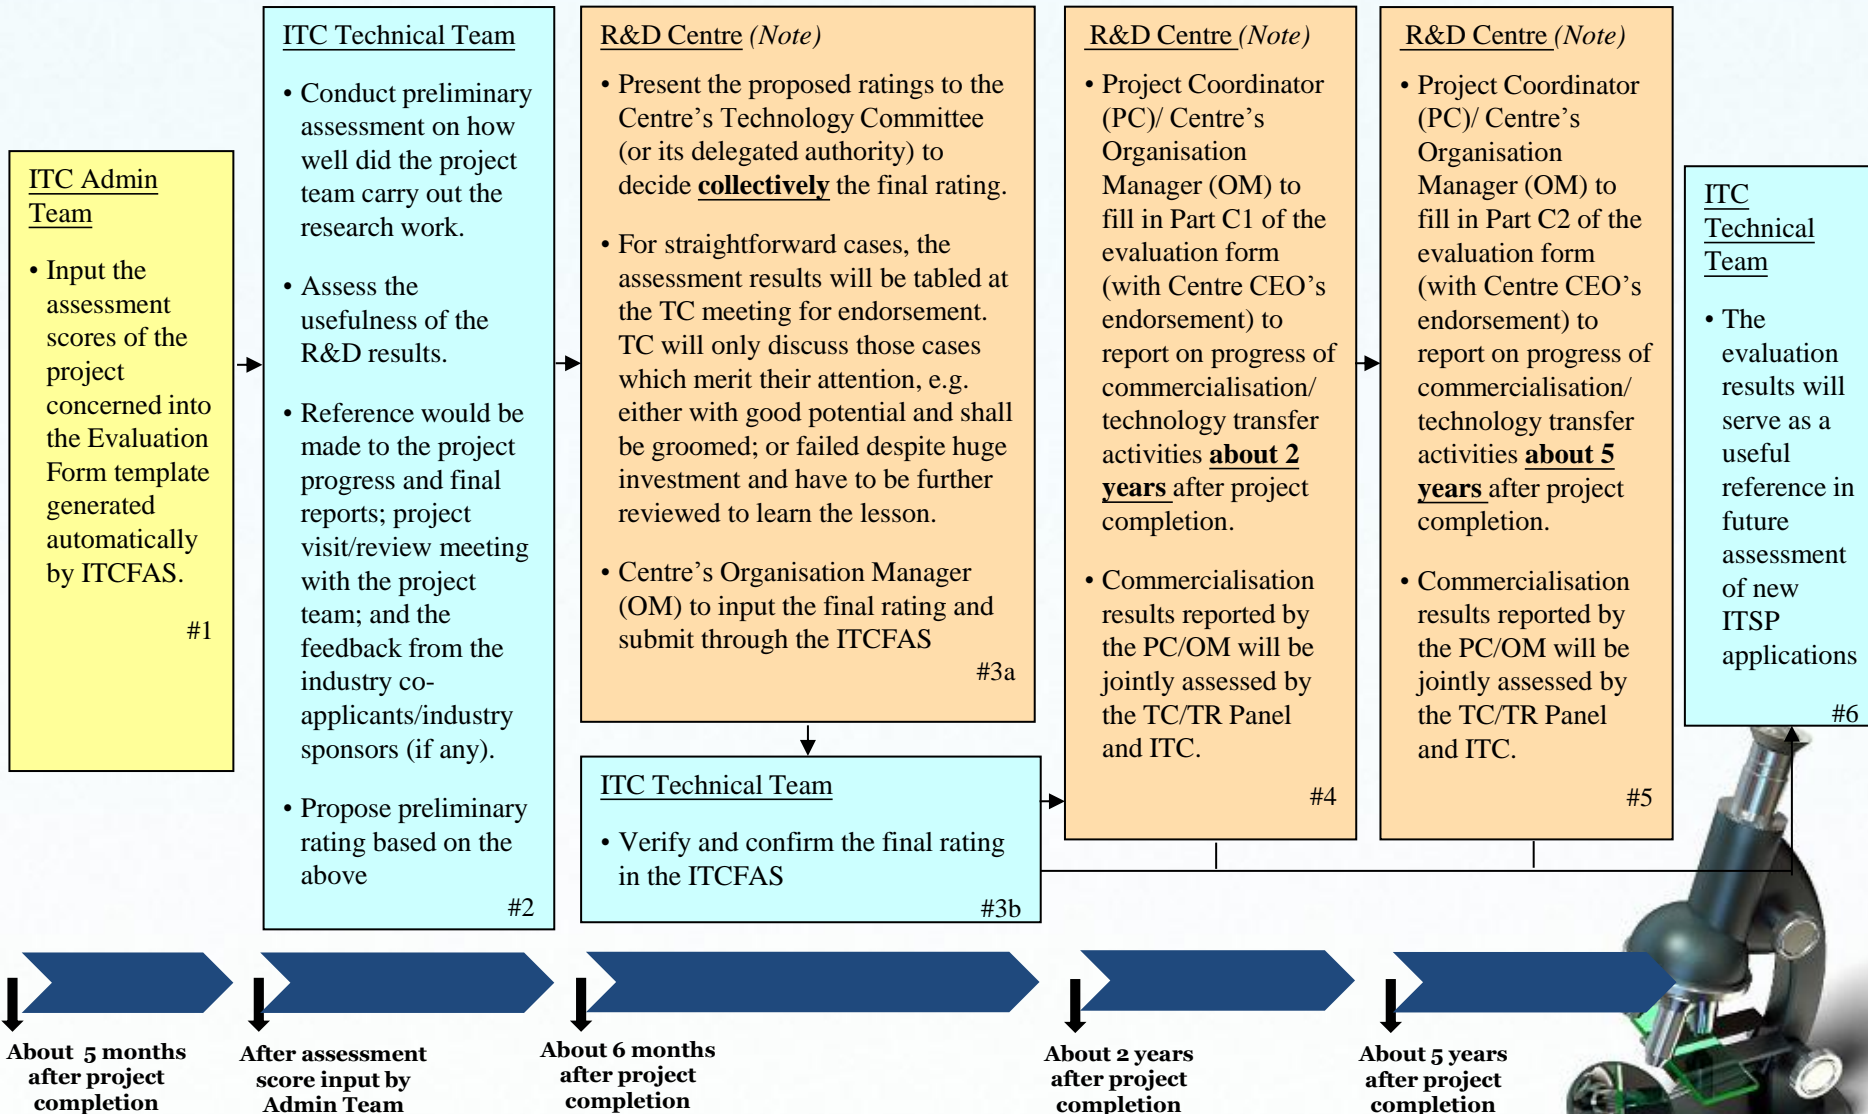 ITC Admin
Team
• Input the
assessment
scores of the
project
concerned into
the Evaluation
Form template
generated
automatically
by ITCFAS.
#1
ITC Technical Team
• Conduct preliminary
assessment on how
well did the project
team carry out the
research work.
• Assess the
usefulness of the
R&D results.
• Reference would be
made to the project
progress and final
reports; project
visit/review meeting
with the project
team; and the
feedback from the
industry co-
applicants/industry
sponsors (if any).
• Propose preliminary
rating based on the
above
#2
R&D Centre (Note)
• Present the proposed ratings to the
Centre’s Technology Committee
(or its delegated authority) to
decide collectively the final rating.
• For straightforward cases, the
assessment results will be tabled at
the TC meeting for endorsement.
TC will only discuss those cases
which merit their attention, e.g.
either with good potential and shall
be groomed; or failed despite huge
investment and have to be further
reviewed to learn the lesson.
• Centre’s Organisation Manager
(OM) to input the final rating and
submit through the ITCFAS
#3a
ITC Technical Team
• Verify and confirm the final rating
in the ITCFAS
#3b
R&D Centre (Note)
• Project Coordinator
(PC)/ Centre’s
Organisation
Manager (OM) to
fill in Part C1 of the
evaluation form
(with Centre CEO’s
endorsement) to
report on progress of
commercialisation/
technology transfer
activities about 2
years after project
completion.
• Commercialisation
results reported by
the PC/OM will be
jointly assessed by
the TC/TR Panel
and ITC.
#4
R&D Centre (Note)
• Project Coordinator
(PC)/ Centre’s
Organisation
Manager (OM) to
fill in Part C2 of the
evaluation form
(with Centre CEO’s
endorsement) to
report on progress of
commercialisation/
technology transfer
activities about 5
years after project
completion.
• Commercialisation
results reported by
the PC/OM will be
jointly assessed by
the TC/TR Panel
and ITC.
#5
ITC
Technical
Team
• The
evaluation
results will
serve as a
useful
reference in
future
assessment
of new
ITSP
applications
#6
About 5 months
after project
completion
After assessment
score input by
Admin Team
About 6 months
after project
completion
About 2 years
after project
completion
About 5 years
after project
completion